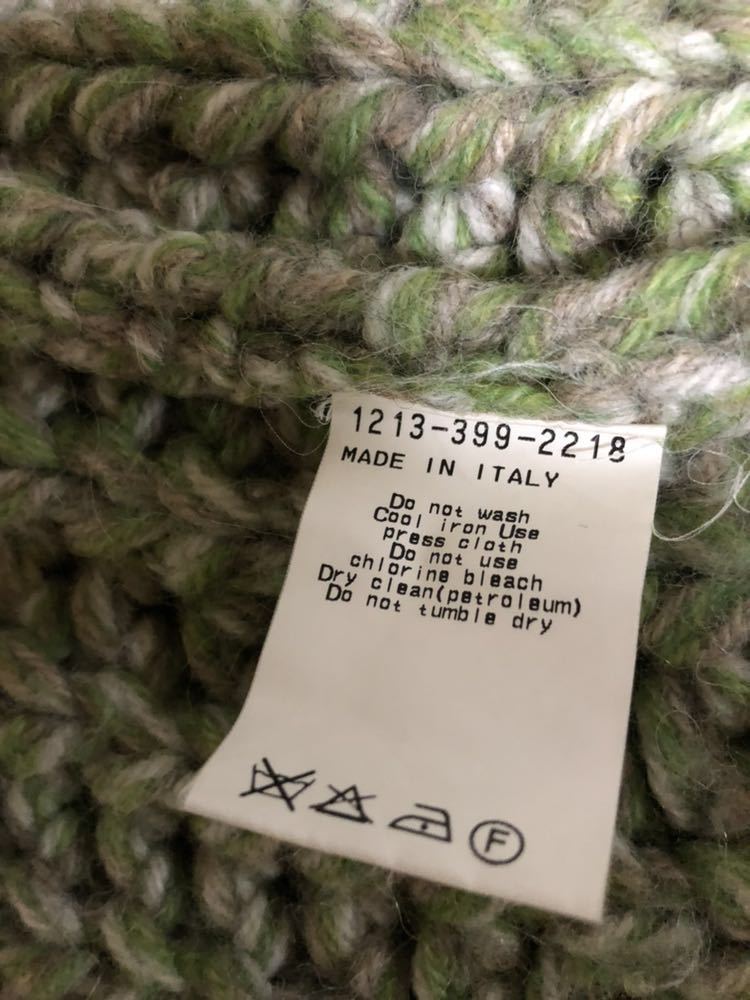 1213-399-2218
MADE IN ITALY
Do not wash
Cool iron Use
press cloth
Do not use
chlorine bleach
Dry clean(petroleum)
Do not tumble dry
F